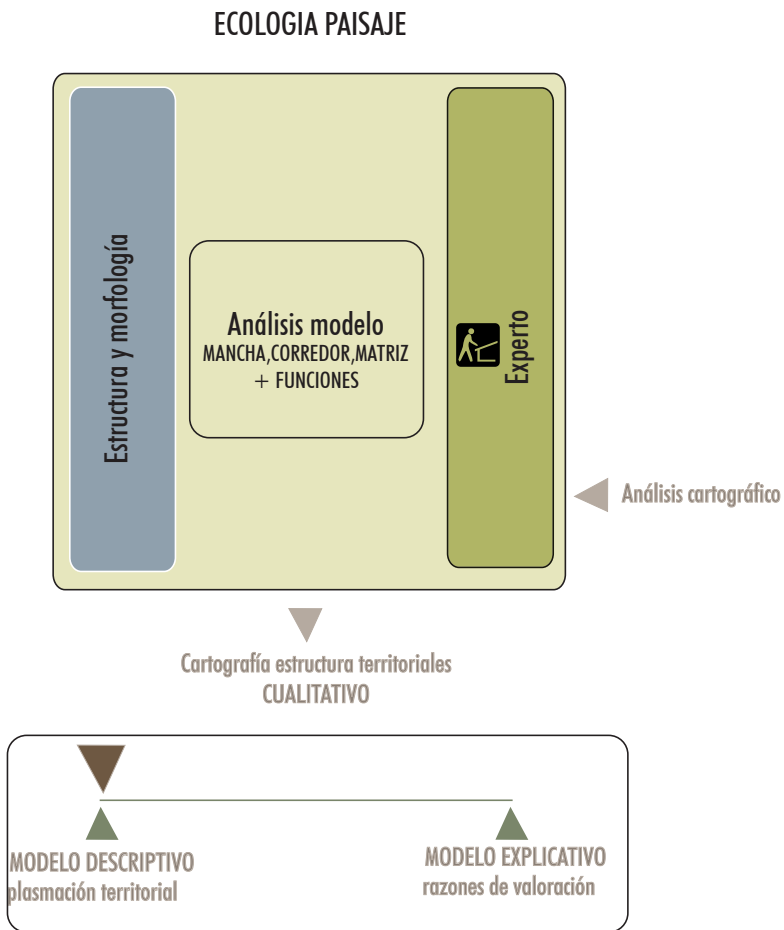 ECOLOGIA PAISAJE
Estructura y morfología
Análisis modelo
MANCHA,CORREDOR,MATRIZ
+ FUNCIONES
Experto
Análisis cartográfico
Cartografía estructura territoriales
CUALITATIVO
MODELO DESCRIPTIVO
plasmación territorial
MODELO EXPLICATIVO
razones de valoración